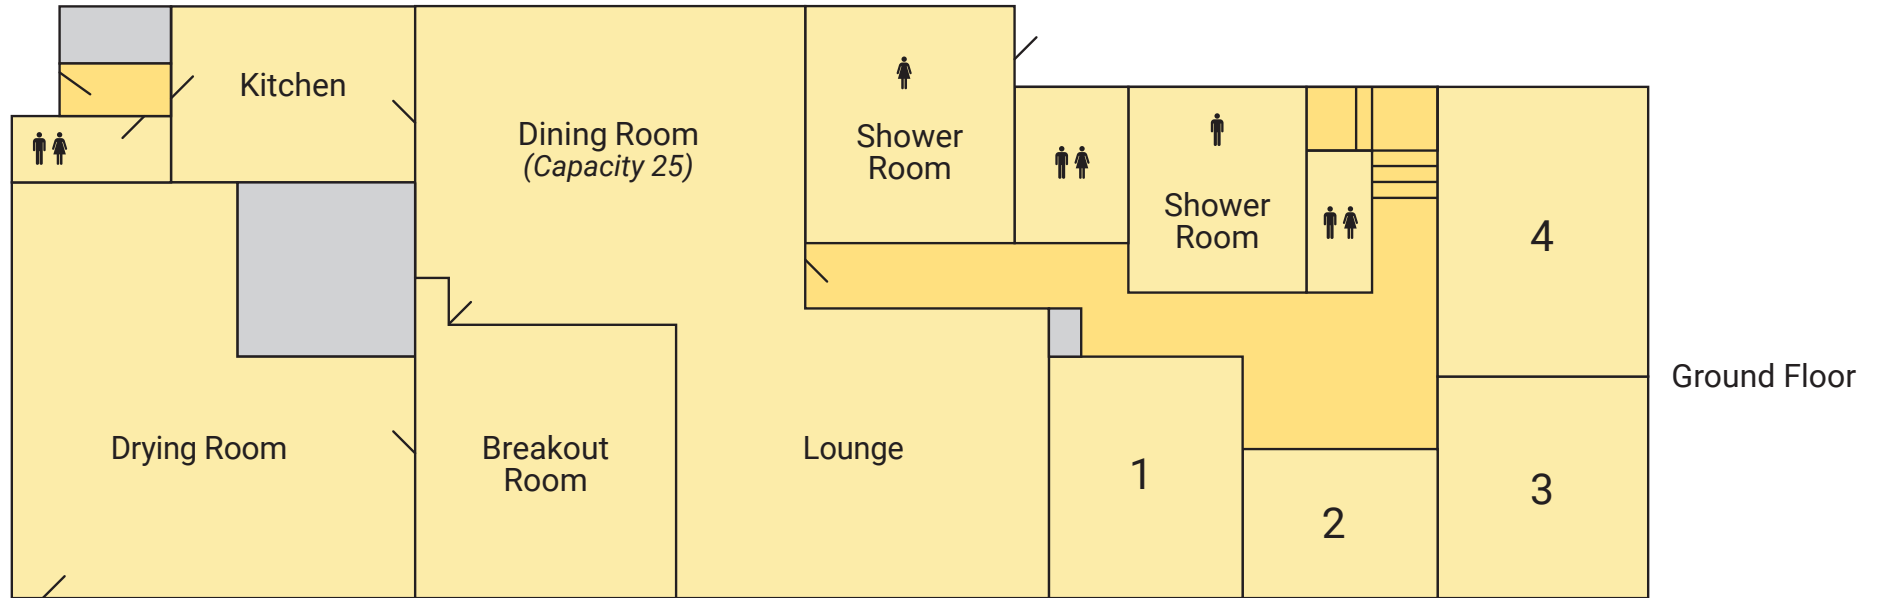 Kitchen
Dining Room
(Capacity 25)
Shower
Room
Shower
Room
4
Ground Floor
Drying Room
Breakout
Room
Lounge
1
2
3